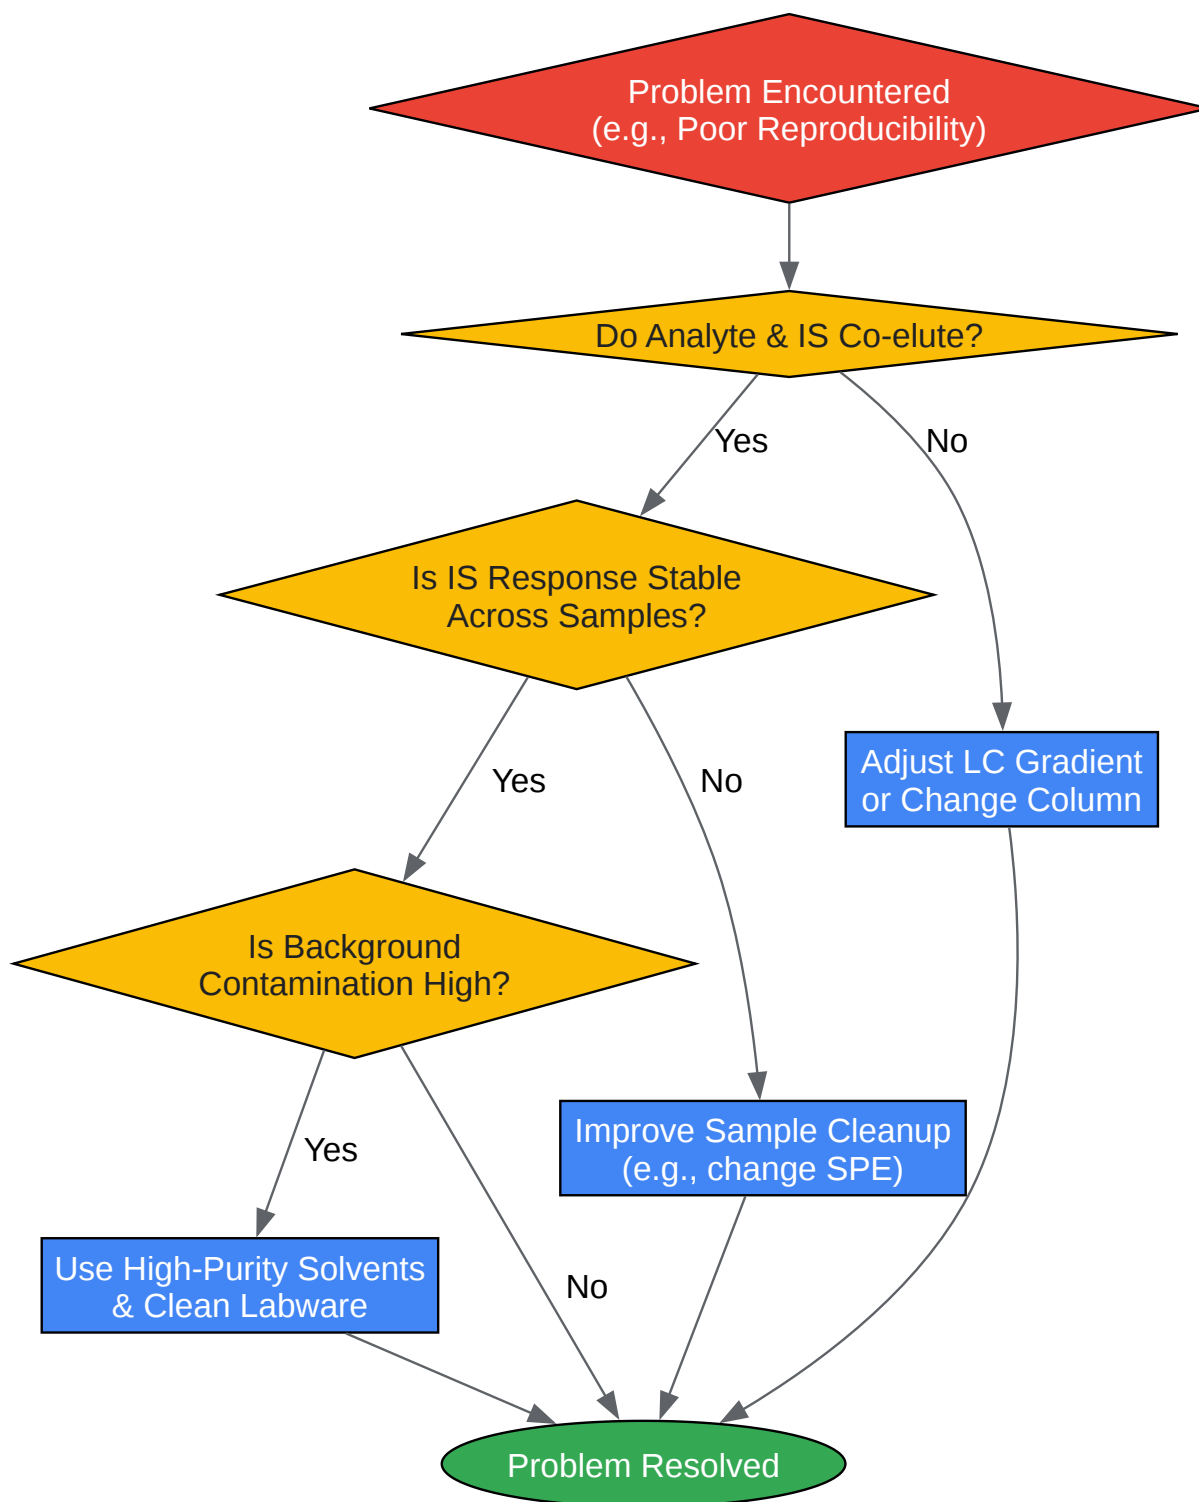 Problem Encountered
(e.g., Poor Reproducibility)
Do Analyte & IS Co-elute?
Yes
No
Is IS Response Stable
Across Samples?
Yes
No
Adjust LC Gradient
or Change Column
Is Background
Contamination High?
Yes
No
Improve Sample Cleanup
(e.g., change SPE)
Use High-Purity Solvents
& Clean Labware
Problem Resolved